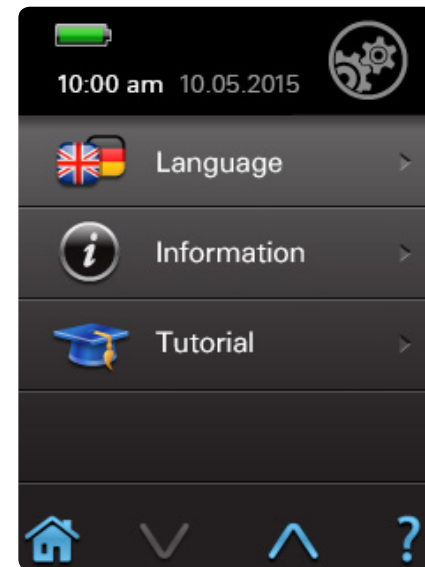 10:00 am 10.05.2015
Language
i
Information
Tutorial
?